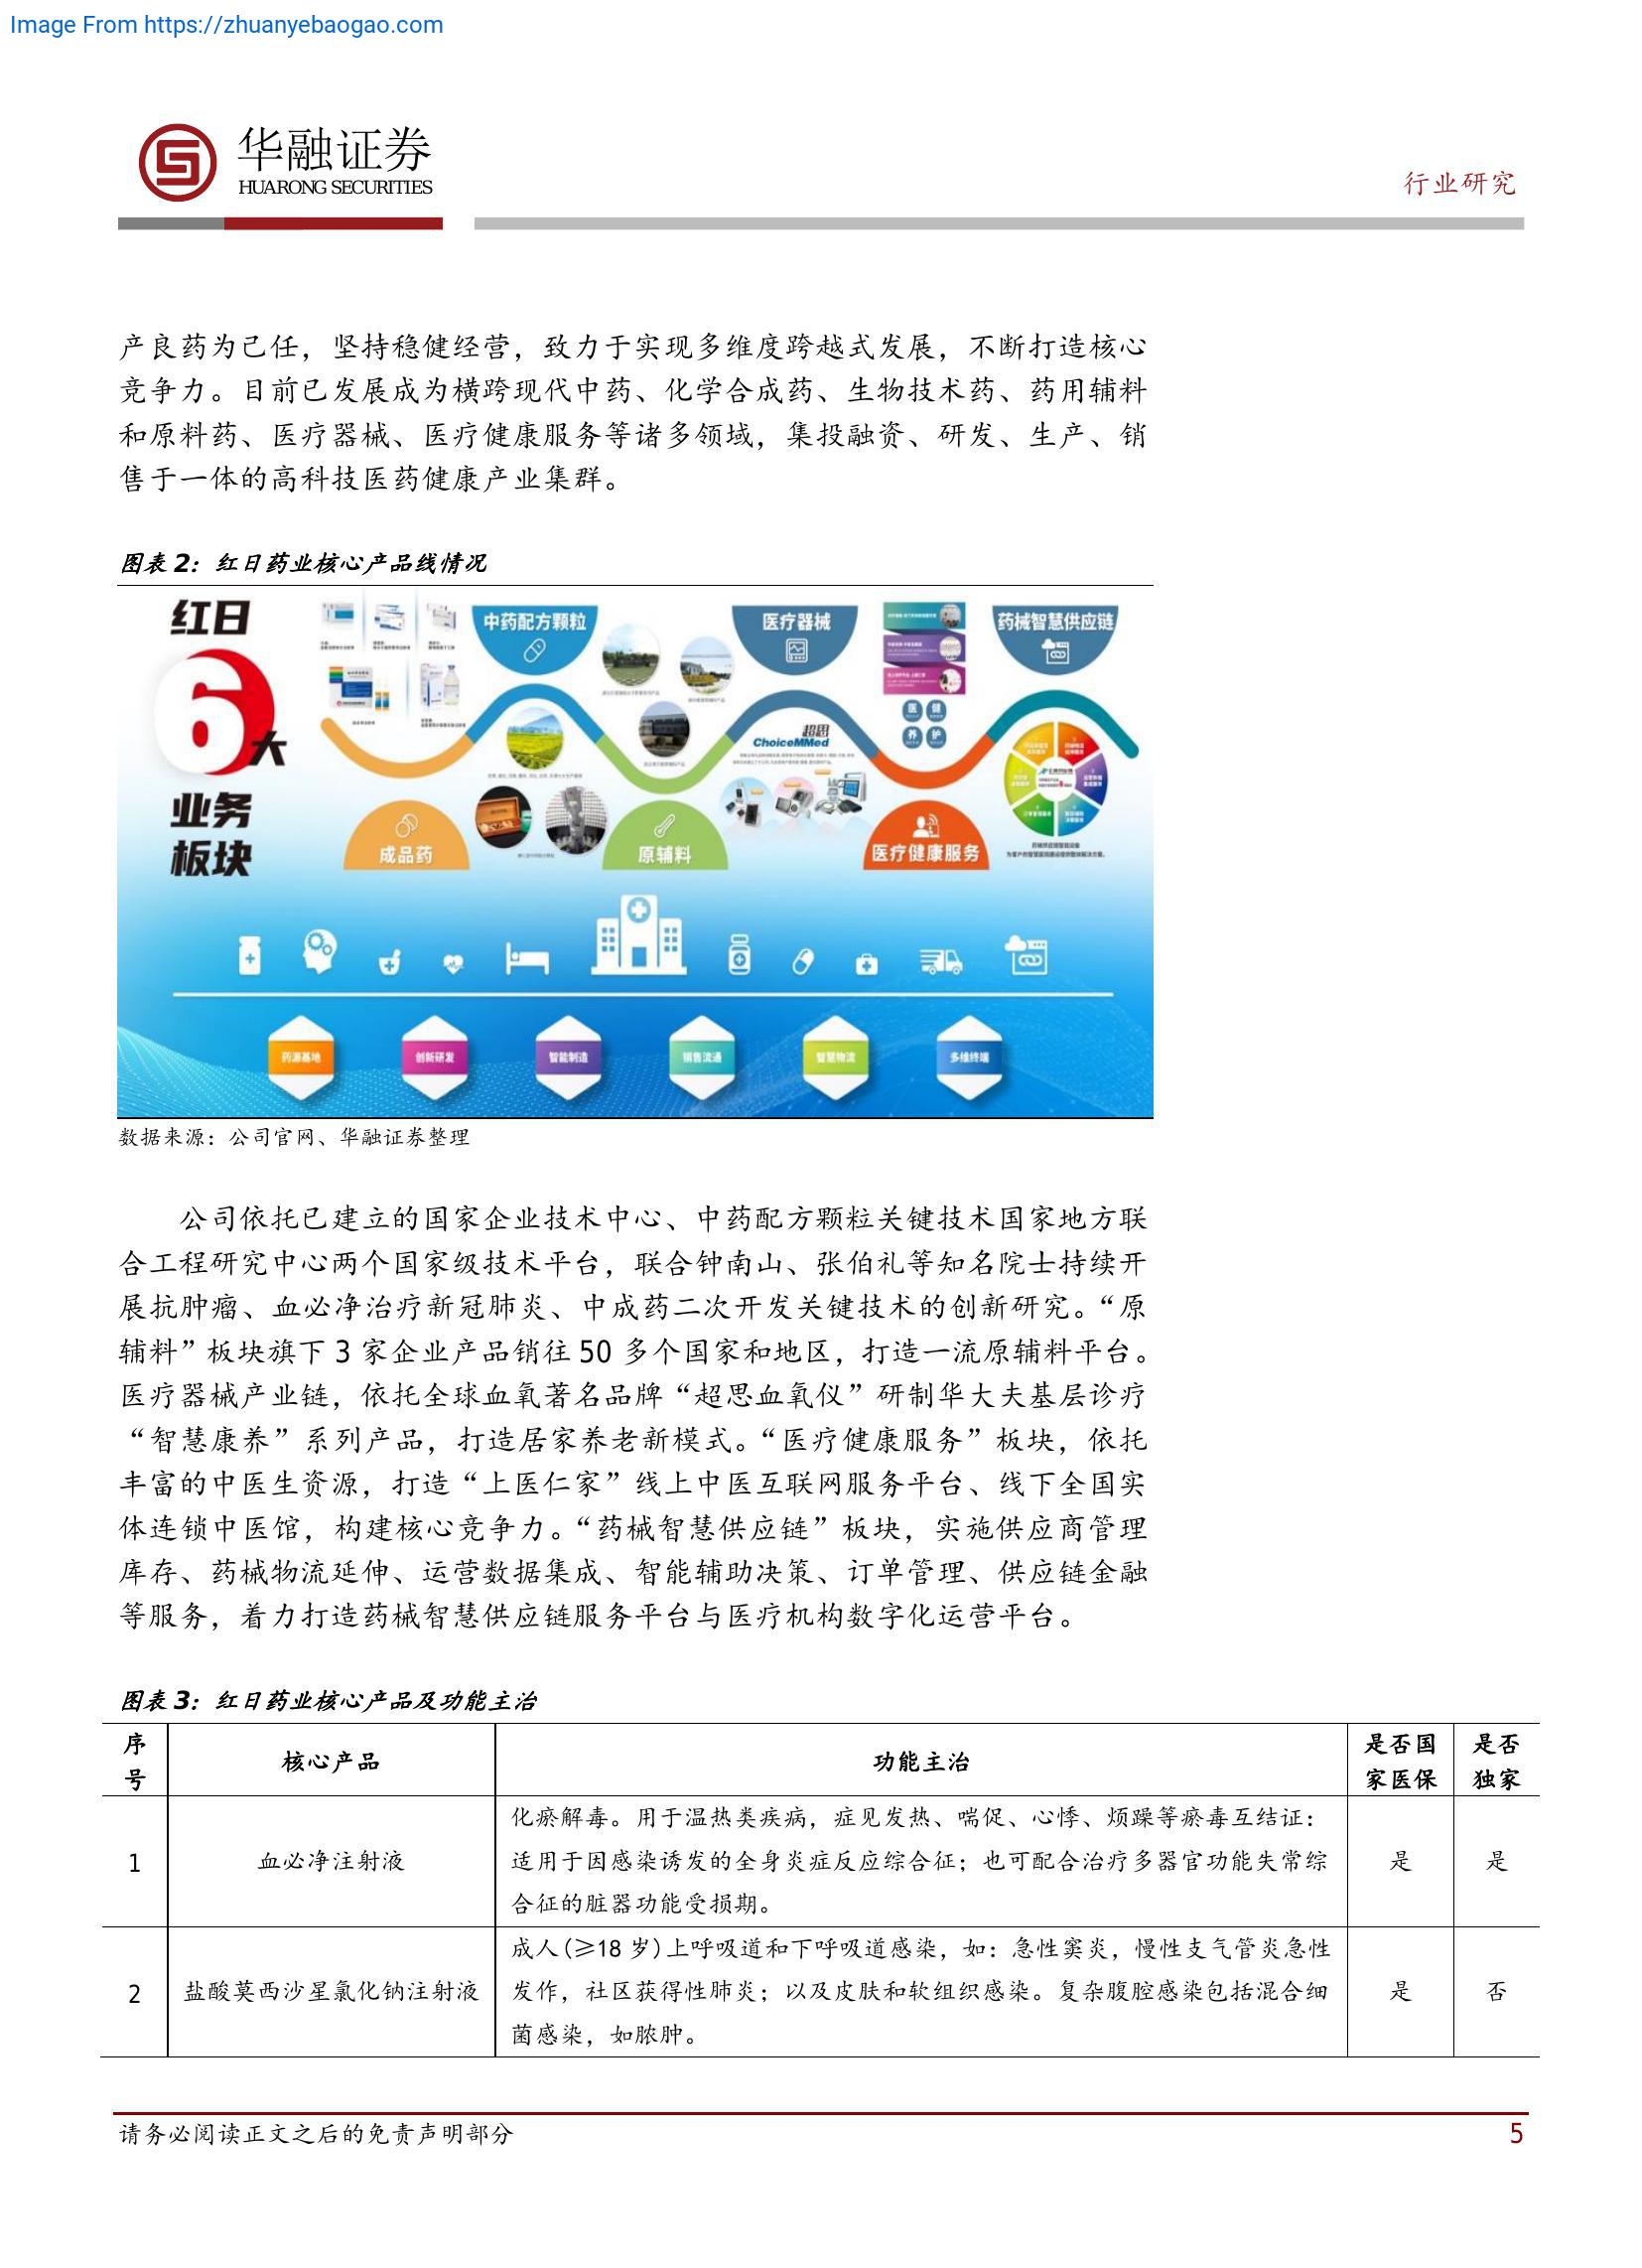 Image From https://zhuanyebaogao.com
华融证券
HUARONG SECURITIES
行业研究
产良药为己任，坚持稳健经营，致力于实现多维度跨越式发展，不断打造核心
竞争力。目前已发展成为横跨现代中药、化学合成药、生物技术药、药用辅料
和原料药、医疗器械、医疗健康服务等诸多领域，集投融资、研发、生产、销
售于一体的高科技医药健康产业集群。
图表 2：红日药业核心产品线情况
红日
6
大
业务
板块
中药配方颗粒
医疗器械
药械智慧供应链
超思
ChoiceMMed
医 健
养 护
成品药
原辅料
医疗健康服务
药源基地
创新研发
智能制造
销售流通
智慧物流
多维终端
数据来源：公司官网、华融证券整理
公司依托已建立的国家企业技术中心、中药配方颗粒关键技术国家地方联
合工程研究中心两个国家级技术平台，联合钟南山、张伯礼等知名院士持续开
展抗肿瘤、血必净治疗新冠肺炎、中成药二次开发关键技术的创新研究。“原
辅料”板块旗下 3 家企业产品销往 50 多个国家和地区，打造一流原辅料平台。
医疗器械产业链，依托全球血氧著名品牌“超思血氧仪”研制华大夫基层诊疗
“智慧康养”系列产品，打造居家养老新模式。“医疗健康服务”板块，依托
丰富的中医生资源，打造“上医仁家”线上中医互联网服务平台、线下全国实
体连锁中医馆，构建核心竞争力。“药械智慧供应链”板块，实施供应商管理
库存、药械物流延伸、运营数据集成、智能辅助决策、订单管理、供应链金融
等服务，着力打造药械智慧供应链服务平台与医疗机构数字化运营平台。
图表 3：红日药业核心产品及功能主治
序
号
核心产品
功能主治
是否国
家医保
是否
独家
1
血必净注射液
化瘀解毒。用于温热类疾病，症见发热、喘促、心悸、烦躁等瘀毒互结证：
适用于因感染诱发的全身炎症反应综合征；也可配合治疗多器官功能失常综
合征的脏器功能受损期。
是
是
2
盐酸莫西沙星氯化钠注射液
成人(≥18 岁)上呼吸道和下呼吸道感染，如：急性窦炎，慢性支气管炎急性
发作，社区获得性肺炎；以及皮肤和软组织感染。复杂腹腔感染包括混合细
菌感染，如脓肿。
是
否
请务必阅读正文之后的免责声明部分
5